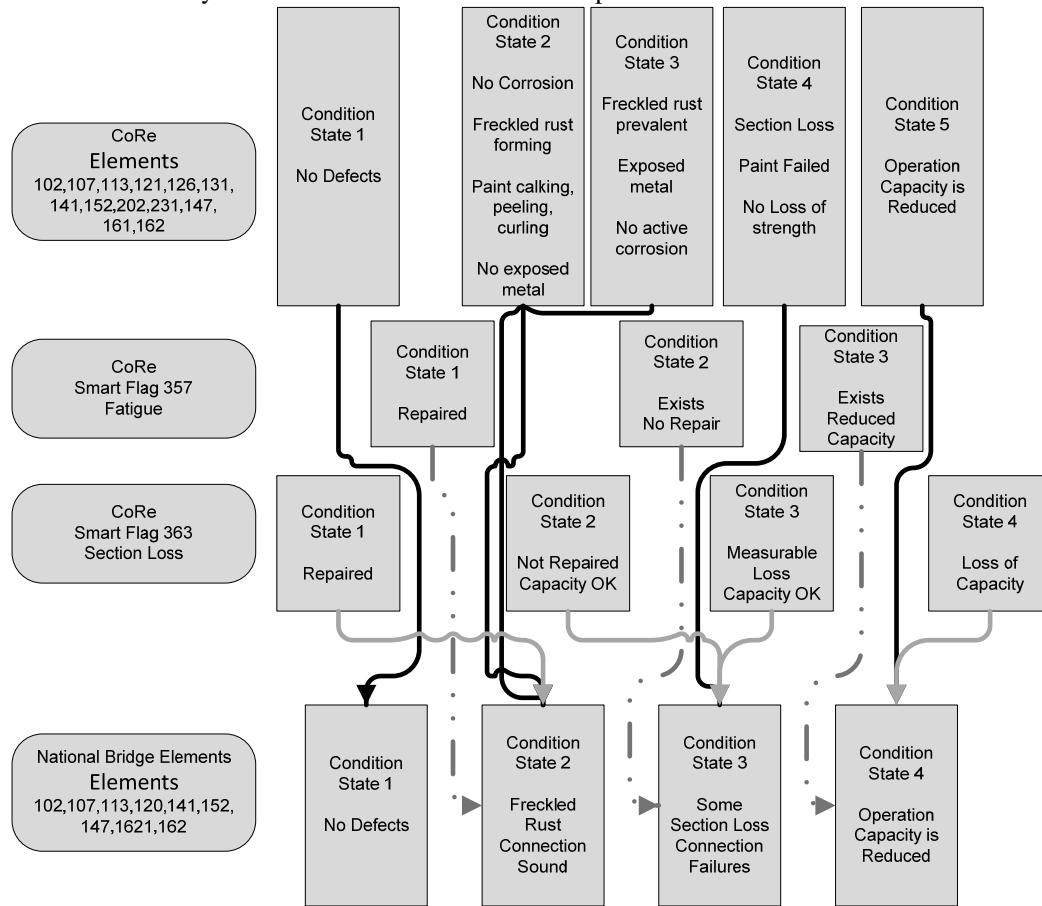 CoRe
Elements
102,107,113,121,126,131,
141,152,202,231,147,
161,162
Condition
State 1
No Defects
Condition
State 2
No Corrosion
Freckled rust
forming
Paint calking,
peeling,
curling
No exposed
metal
Condition
State 3
Freckled rust
prevalent
Exposed
metal
No active
corrosion
Condition
State 4
Section Loss
Paint Failed
No Loss of
strength
Condition
State 5
Operation
Capacity is
Reduced
CoRe
Smart Flag 357
Fatigue
Condition
State 1
Repaired
Condition
State 2
Exists
No Repair
Condition
State 3
Exists
Reduced
Capacity
CoRe
Smart Flag 363
Section Loss
Condition
State 1
Repaired
Condition
State 2
Not Repaired
Capacity OK
Condition
State 3
Measurable
Loss
Capacity OK
Condition
State 4
Loss of
Capacity
National Bridge Elements
Elements
102,107,113,120,141,152,
147,1621,162
Condition
State 1
No Defects
Condition
State 2
Freckled
Rust
Connection
Sound
Condition
State 3
Some
Section Loss
Connection
Failures
Condition
State 4
Operation
Capacity is
Reduced